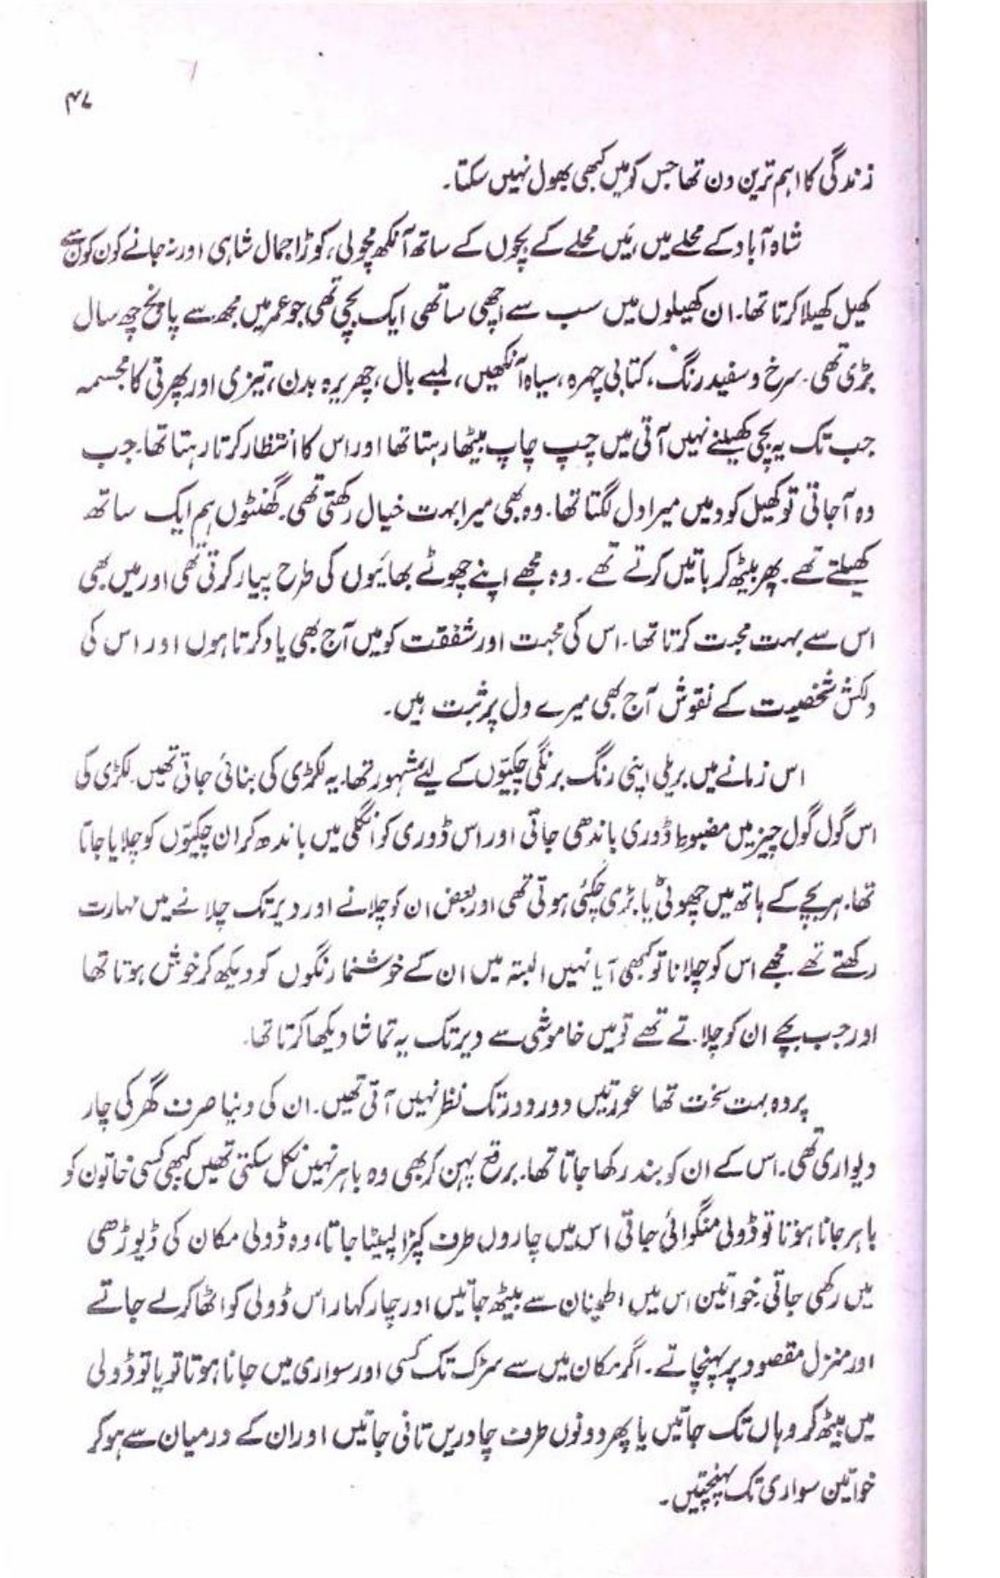 ۴۷
زندگی کا اہم ترین دن تھا جس کو میں کبھی بھول نہیں سکتا۔
شاہ آباد کے محلے میں، میں محلے کے بچوں کے ساتھ آنکھ مچولی، کوڑا جمال شاہی اور نہ جانے کون کون سے
کھیل کھیلا کرتا تھا۔ ان کھیلوں میں سب سے اچھی ساتھی ایک بچی تھی جو عمر میں مجھ سے پانچ چھ سال
بڑی تھی۔ سرخ و سفید رنگ، کتابی چہرہ، سیاہ آنکھیں، لمبے بال، چھریرہ بدن، تیزی اور پھرتی کا مجسمہ
جب تک یہ بچی کھیلنے نہیں آتی میں چپ چاپ بیٹھا رہتا تھا اور اس کا انتظار کرتا رہتا تھا۔ جب
وہ آجاتی تو کھیل کود میں میرا دل لگتا تھا۔ وہ بھی میرا بہت خیال رکھتی تھی۔ گھنٹوں ہم ایک ساتھ
کھیلتے تھے۔ پھر بیٹھ کر باتیں کرتے تھے۔ وہ مجھے اپنے چھوٹے بھائیوں کی طرح پیار کرتی تھی اور میں بھی
اس سے بہت محبت کرتا تھا۔ اس کی محبت اور شفقت کو میں آج بھی یاد کرتا ہوں اور اس کی
دلکش شخصیت کے نقوش آج بھی میرے دل پر ثبت ہیں۔
اس زمانے میں بریلی اپنی رنگ برنگی چکیّوں کے لیے مشہور تھا۔ یہ لکڑی کی بنائی جاتی تھیں۔ لکڑی کی
اس گول گول چیز میں مضبوط ڈوری باندھی جاتی اور اس ڈوری کو انگلی میں باندھ کر ان چکیّوں کو چلایا جاتا
تھا۔ ہر بچے کے ہاتھ میں چھوٹی یا بڑی چکئی ہوتی تھی اور بعض ان کو چلانے اور دیر تک چلانے میں مہارت
رکھتے تھے۔ مجھے اس کو چلانا تو کبھی آیا نہیں البتہ میں ان کے خوشنما رنگوں کو دیکھ کر خوش ہوتا تھا
اور جب بچے ان کو چلاتے تھے تو میں خاموشی سے دیر تک یہ تماشا دیکھا کرتا تھا۔
پردہ بہت سخت تھا عورتیں دور دور تک نظر نہیں آتی تھیں۔ ان کی دنیا صرف گھر کی چار
دیواری تھی۔ اس کے ان کو بند رکھا جاتا تھا۔ برقع پہن کر بھی وہ باہر نہیں نکل سکتی تھیں کبھی کسی خاتون کو
باہر جانا ہوتا تو ڈولی منگوائی جاتی اس میں چاروں طرف کپڑا لپیٹا جاتا، وہ ڈولی مکان کی ڈیوڑھی
میں رکھی جاتی۔ خواتین اس میں اطمینان سے بیٹھ جاتیں اور چار کہار اس ڈولی کو اٹھا کر لے جاتے
اور منزل مقصود پر پہنچاتے۔ اگر مکان میں سے سڑک تک کسی اور سواری میں جانا ہوتا تو یا تو ڈولی
میں بیٹھ کر وہاں تک جاتیں یا پھر دونوں طرف چادریں تانی جاتیں اور ان کے درمیان سے ہو کر
خواتین سواری تک پہنچتیں۔